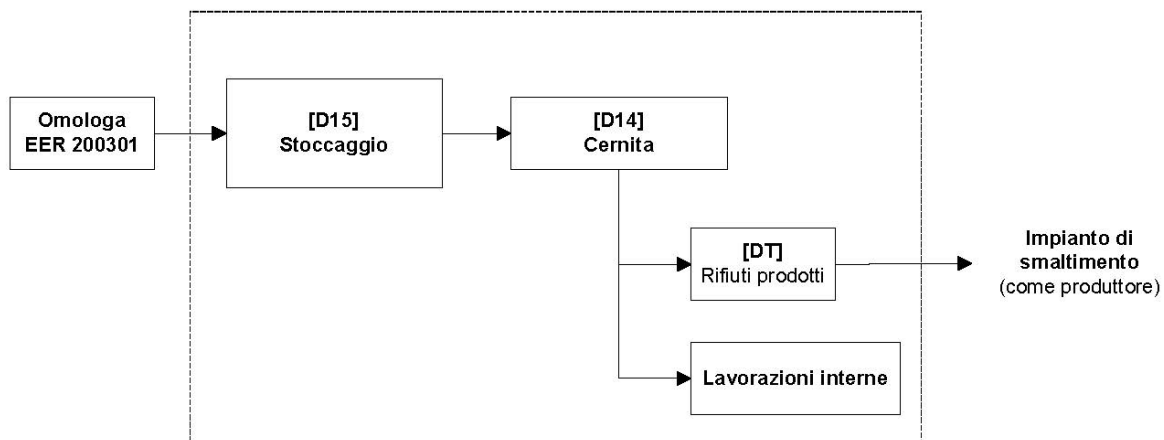 Omologa
EER 200301
[D15]
Stoccaggio
[D14]
Cernita
[DT]
Rifiuti prodotti
Impianto di
smaltimento
(come produttore)
Lavorazioni interne